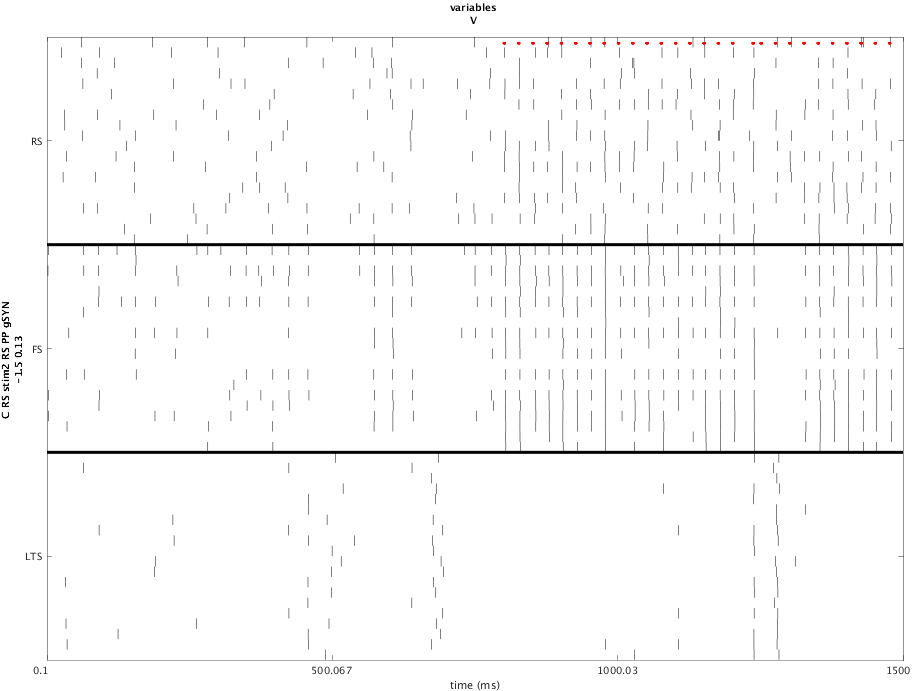 variables
V
RS
FS
LTS
C RS stim2 RS PP gSYN
-1.5 0.13
0.1
500.067
1000.03
1500
time (ms)